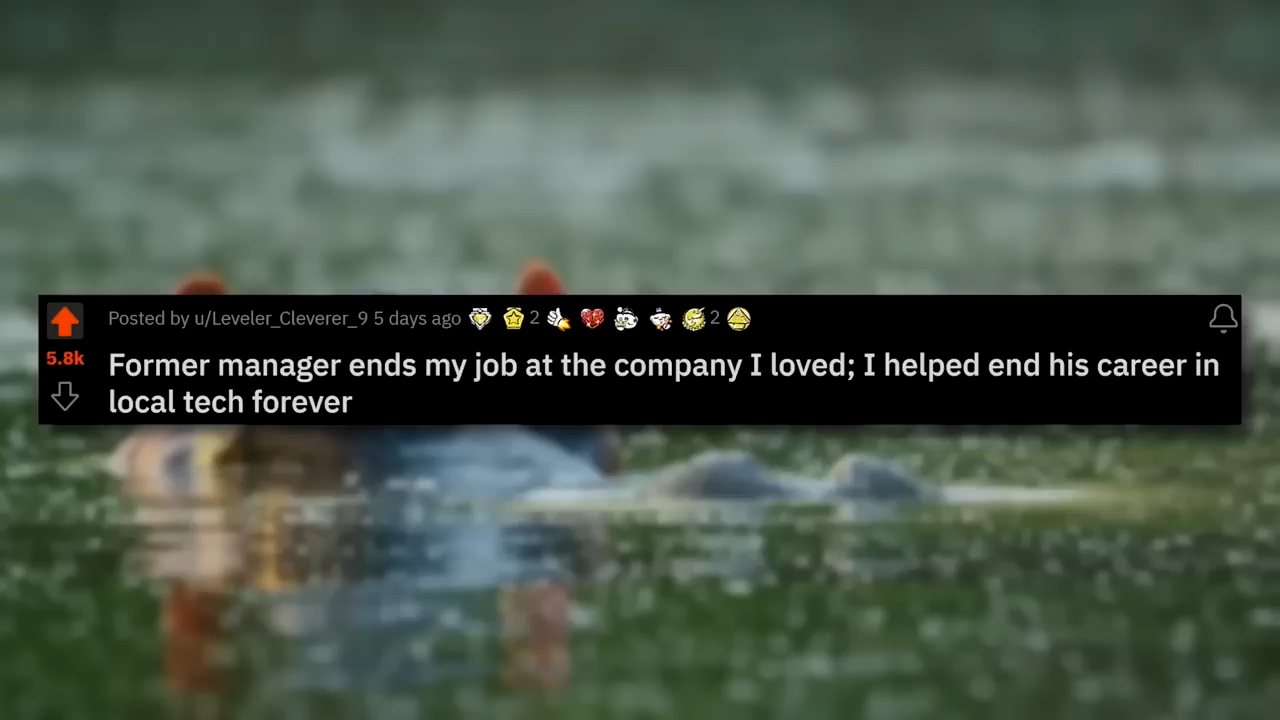 Posted by u/Leveler_Cleverer_9 5 days ago 2 2
5.8k
Former manager ends my job at the company I loved; I helped end his career in
local tech forever